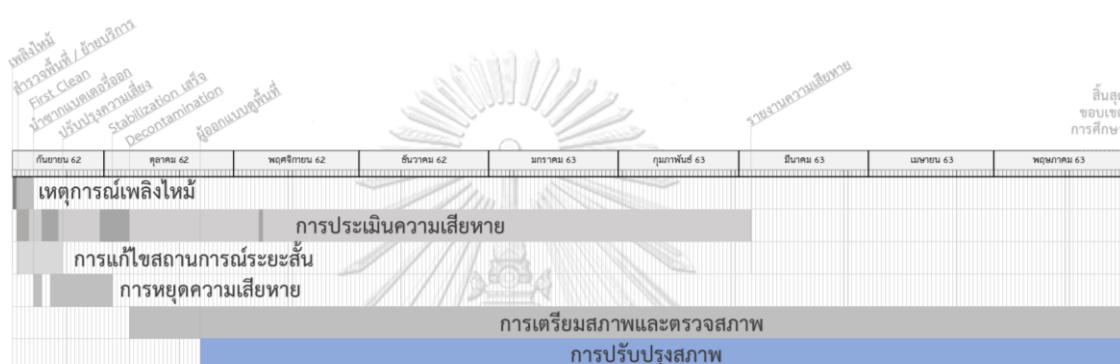 เพลิงไหม้
สำรวจพื้นที่ / ย้ายบริการ
First Clean
นำซากแบตเตอรี่ออก
ปรับปรุงความเสี่ยง
Stabilization เสร็จ
Decontamination
ผู้ออกแบบดูพื้นที่
รายงานความเสียหาย
สิ้นสุด
ขอบเขต
การศึกษา
กันยายน 62 ตุลาคม 62 พฤศจิกายน 62 ธันวาคม 62 มกราคม 63 กุมภาพันธ์ 63 มีนาคม 63 เมษายน 63 พฤษภาคม 63
เหตุการณ์เพลิงไหม้
การประเมินความเสียหาย
การแก้ไขสถานการณ์ระยะสั้น
การหยุดความเสียหาย
การเตรียมสภาพและตรวจสภาพ
การปรับปรุงสภาพ